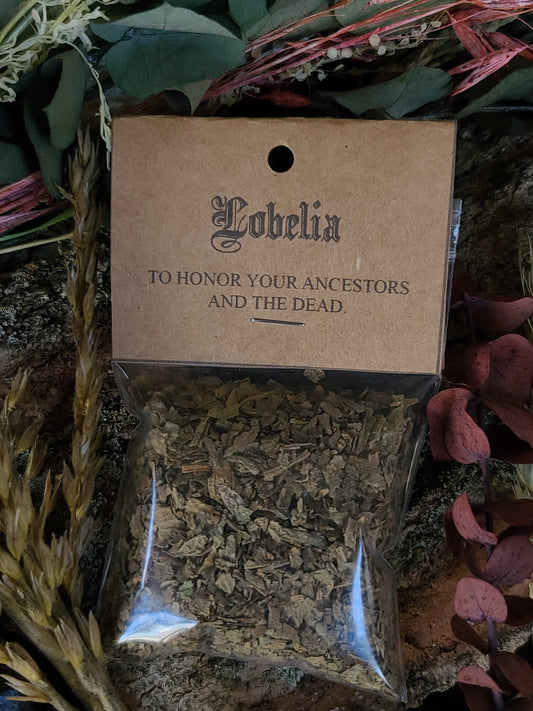 Lobelia
TO HONOR YOUR ANCESTORS
AND THE DEAD.